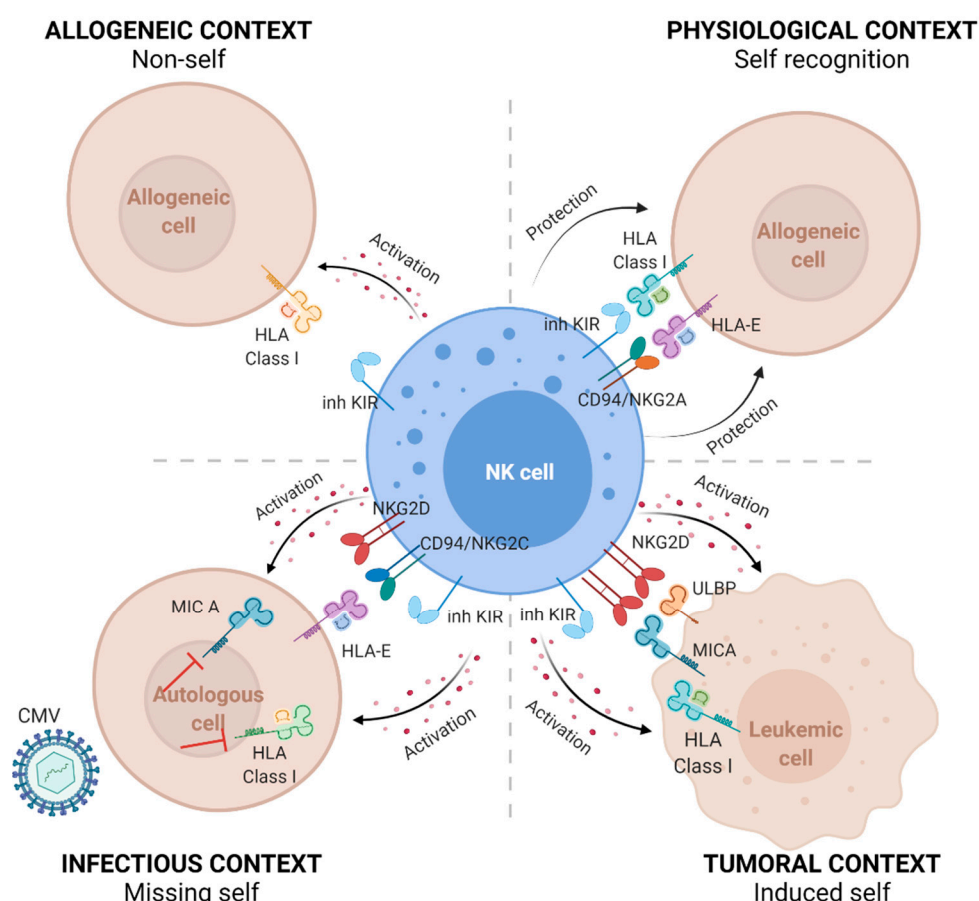 ALLOGENEIC CONTEXT
Non-self
PHYSIOLOGICAL CONTEXT
Self recognition
Allogeneic
cell
Activation
HLA
Class I
inh KIR
Protection
HLA
Class I
Allogeneic
cell
inh KIR
HLA-E
CD94/NKG2A
Protection
NK cell
Activation
NKG2D
CD94/NKG2C
MIC A
inh KIR
HLA-E
Autologous
cell
HLA
Class I
Activation
CMV
INFECTIOUS CONTEXT
Missing self
Activation
NKG2D
ULBP
inh KIR
MICA
HLA
Class I
Leukemic
cell
Activation
TUMORAL CONTEXT
Induced self